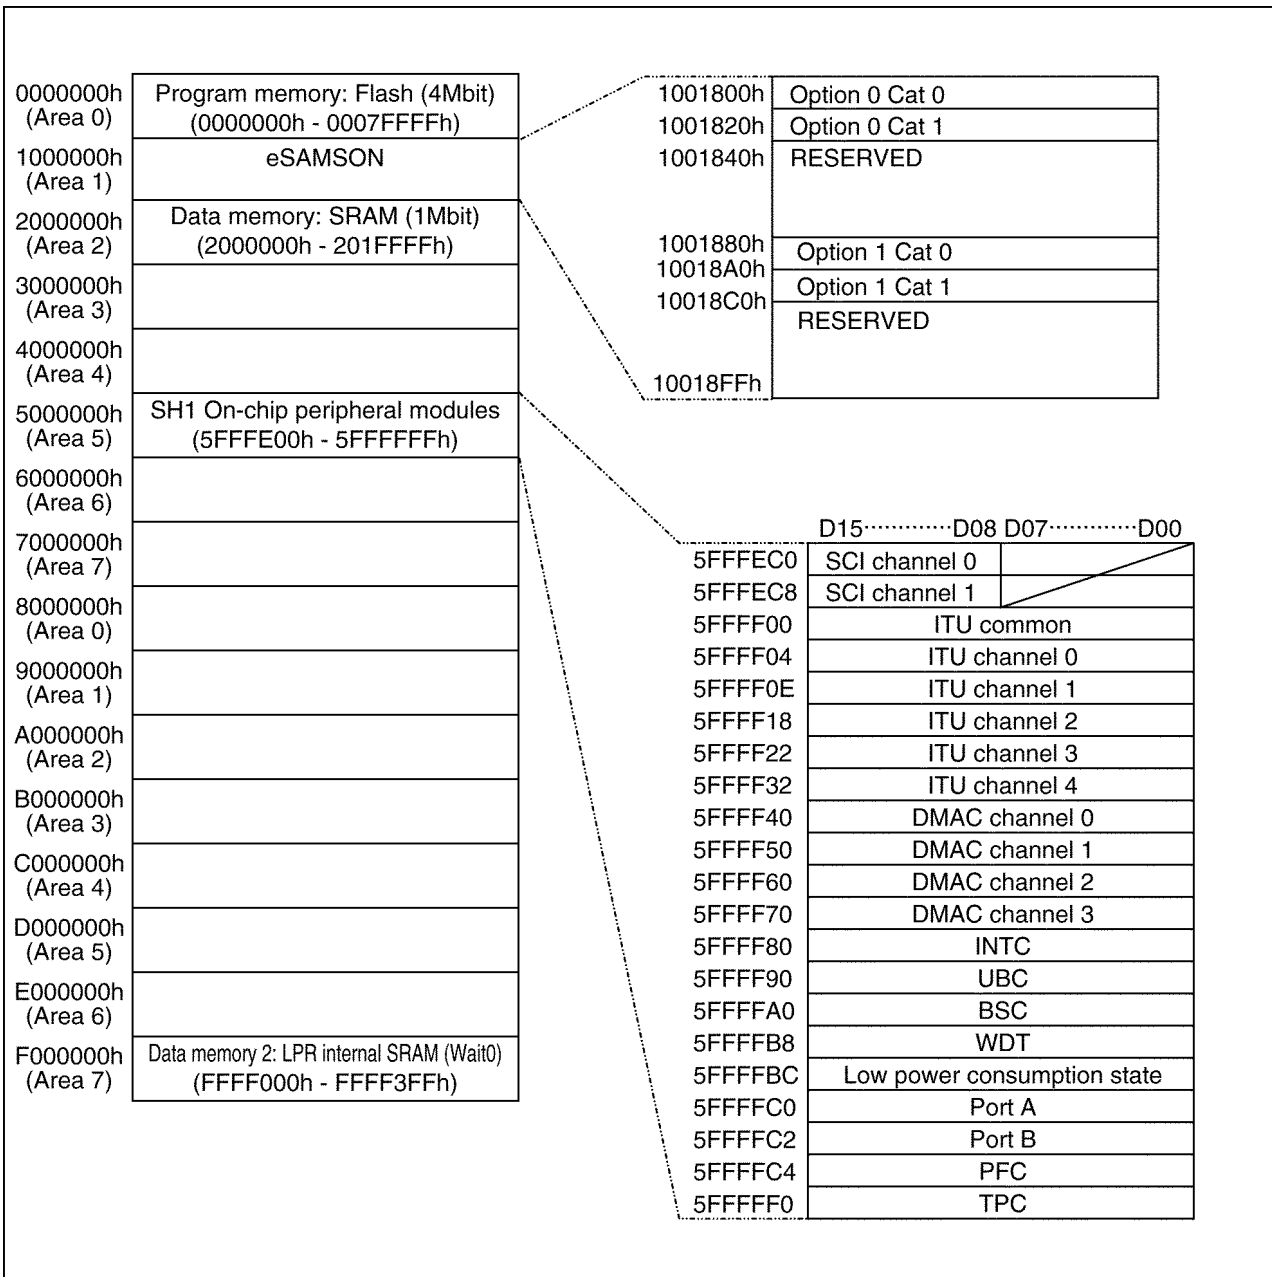 0000000h
(Area 0)
Program memory: Flash (4Mbit)
(0000000h - 0007FFFFh)
1000000h
(Area 1)
eSAMSON
2000000h
(Area 2)
Data memory: SRAM (1Mbit)
(2000000h - 201FFFFh)
3000000h
(Area 3)
4000000h
(Area 4)
5000000h
(Area 5)
SH1 On-chip peripheral modules
(5FFFE00h - 5FFFFFFh)
6000000h
(Area 6)
7000000h
(Area 7)
8000000h
(Area 0)
9000000h
(Area 1)
A000000h
(Area 2)
B000000h
(Area 3)
C000000h
(Area 4)
D000000h
(Area 5)
E000000h
(Area 6)
F000000h
(Area 7)
Data memory 2: LPR internal SRAM (Wait0)
(FFFF000h - FFFF3FFh)
1001800h Option 0 Cat 0
1001820h Option 0 Cat 1
1001840h RESERVED
1001880h Option 1 Cat 0
10018A0h Option 1 Cat 1
10018C0h RESERVED
10018FFh
D15············D08 D07············D00
5FFFEC0 SCI channel 0
5FFFEC8 SCI channel 1
5FFFF00 ITU common
5FFFF04 ITU channel 0
5FFFF0E ITU channel 1
5FFFF18 ITU channel 2
5FFFF22 ITU channel 3
5FFFF32 ITU channel 4
5FFFF40 DMAC channel 0
5FFFF50 DMAC channel 1
5FFFF60 DMAC channel 2
5FFFF70 DMAC channel 3
5FFFF80 INTC
5FFFF90 UBC
5FFFFA0 BSC
5FFFFB8 WDT
5FFFFBC Low power consumption state
5FFFFC0 Port A
5FFFFC2 Port B
5FFFFC4 PFC
5FFFFF0 TPC